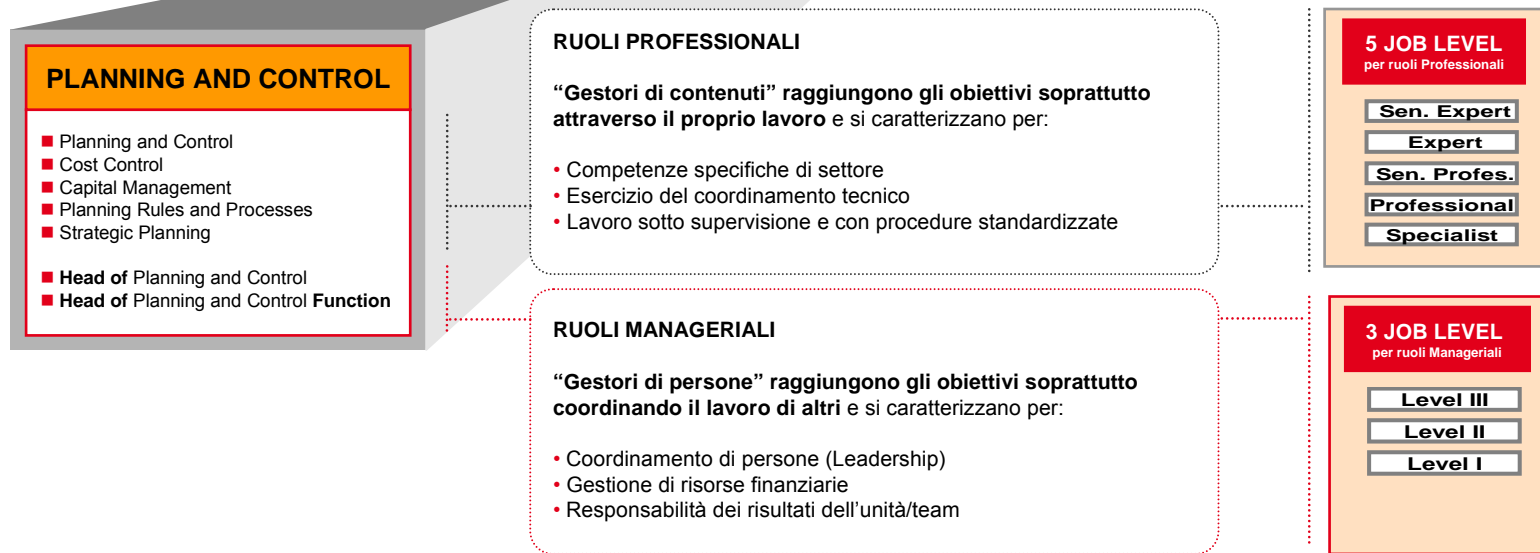 PLANNING AND CONTROL
Planning and Control
Cost Control
Capital Management
Planning Rules and Processes
Strategic Planning
Head of Planning and Control
Head of Planning and Control Function
RUOLI PROFESSIONALI
“Gestori di contenuti” raggiungono gli obiettivi soprattutto
attraverso il proprio lavoro e si caratterizzano per:
• Competenze specifiche di settore
• Esercizio del coordinamento tecnico
• Lavoro sotto supervisione e con procedure standardizzate
5 JOB LEVEL
per ruoli Professionali
Sen. Expert
Expert
Sen. Profes.
Professional
Specialist
RUOLI MANAGERIALI
“Gestori di persone” raggiungono gli obiettivi soprattutto
coordinando il lavoro di altri e si caratterizzano per:
• Coordinamento di persone (Leadership)
• Gestione di risorse finanziarie
• Responsabilità dei risultati dell’unità/team
3 JOB LEVEL
per ruoli Manageriali
Level III
Level II
Level I